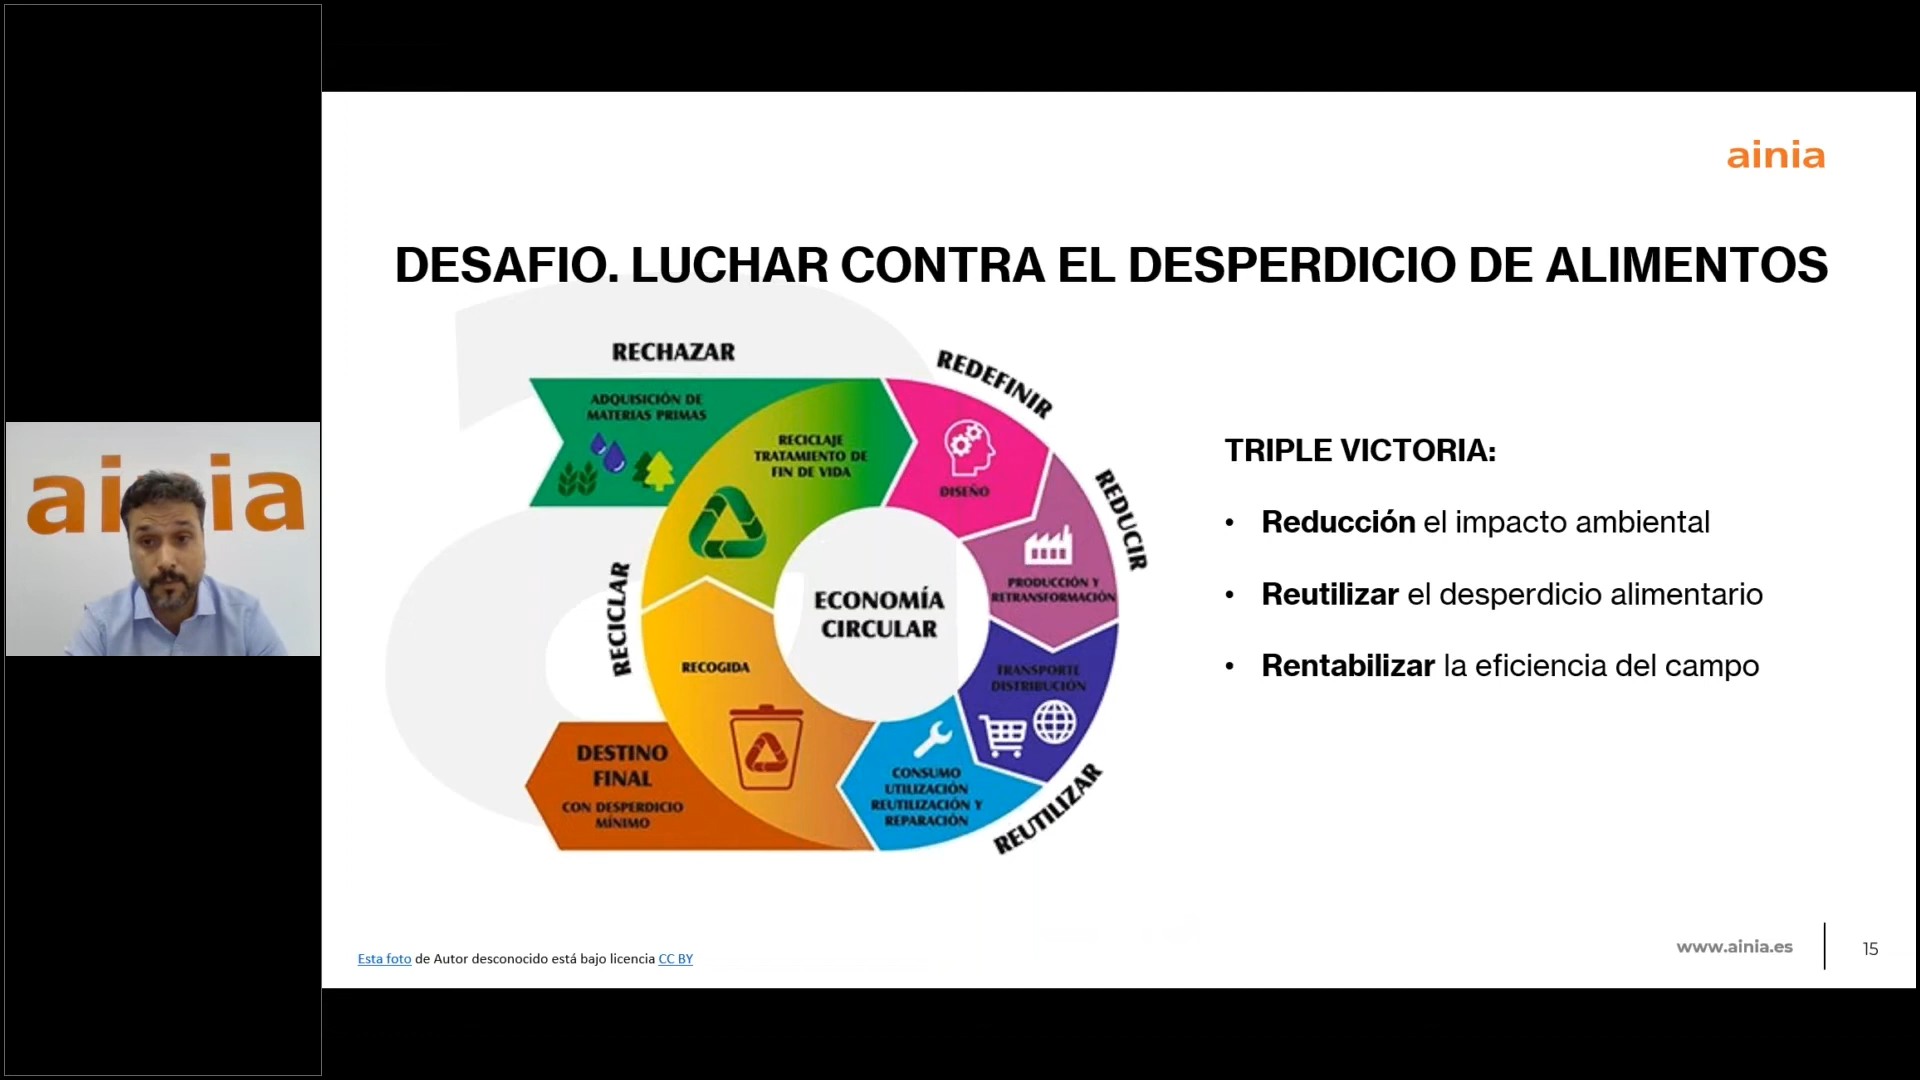 ainia
ainia
DESAFIO. LUCHAR CONTRA EL DESPERDICIO DE ALIMENTOS
RECHAZAR
ADQUISICIÓN DE
MATERIAS PRIMAS
RECICLAJE
TRATAMIENTO DE
FIN DE VIDA
REDEFINIR
DISEÑO
REDUCIR
PRODUCCIÓN Y
RETRANSFORMACIÓN
ECONOMÍA
CIRCULAR
RECICLAR
RECOGIDA
TRANSPORTE
DISTRIBUCIÓN
DESTINO
FINAL
CON DESPERDICIO
MÍNIMO
CONSUMO
UTILIZACIÓN
REUTILIZACIÓN Y
REPARACIÓN
REUTILIZAR
TRIPLE VICTORIA:
• Reducción el impacto ambiental
• Reutilizar el desperdicio alimentario
• Rentabilizar la eficiencia del campo
Esta foto de Autor desconocido está bajo licencia CC BY
www.ainia.es
15